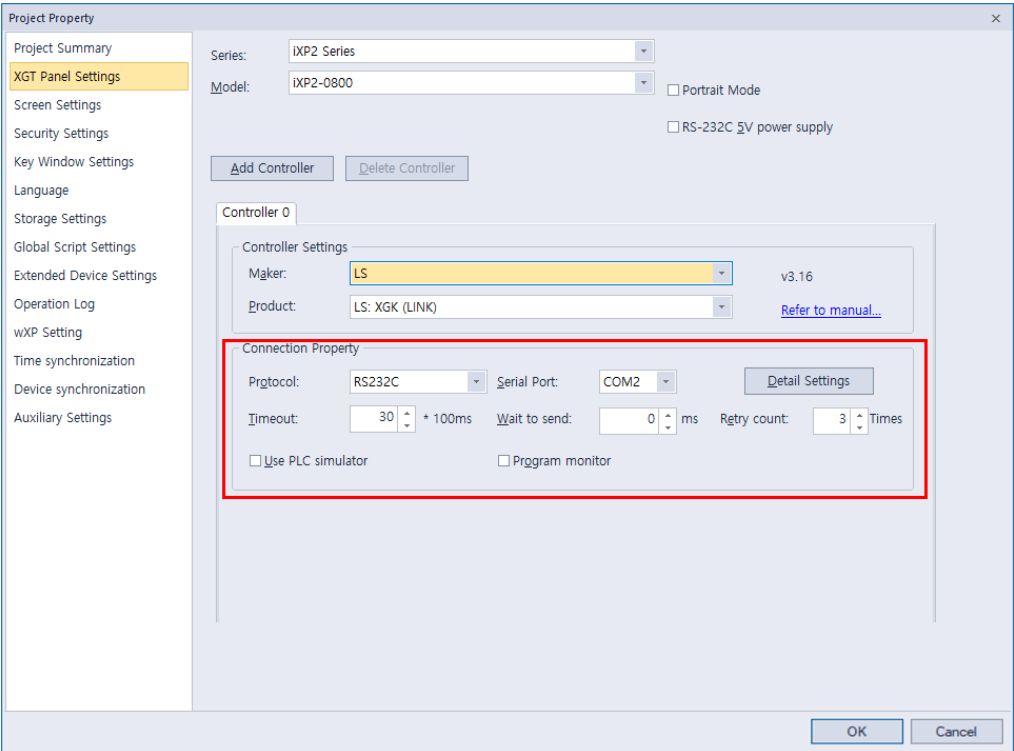 Project Property
Project Summary
XGT Panel Settings
Screen Settings
Security Settings
Key Window Settings
Language
Storage Settings
Global Script Settings
Extended Device Settings
Operation Log
wXP Setting
Time synchronization
Device synchronization
Auxiliary Settings
Series: iXP2 Series
Model: iXP2-0800
Portrait Mode
RS-232C 5V power supply
Add Controller Delete Controller
Controller 0
Controller Settings
Maker: LS v3.16
Product: LS: XGK (LINK) Refer to manual...
Connection Property
Protocol: RS232C Serial Port: COM2 Detail Settings
Timeout: 30 * 100ms Wait to send: 0 ms Retry count: 3 Times
Use PLC simulator Program monitor
OK Cancel